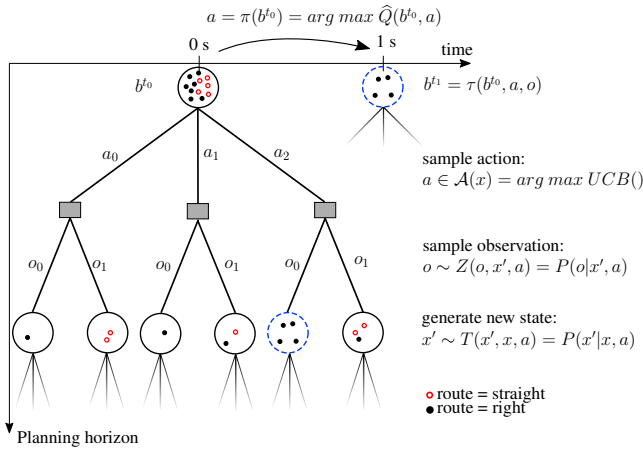 a = π(b^{t_0}) = arg max Q̂(b^{t_0}, a)
0 s
1 s
time
b^{t_0}
b^{t_1} = τ(b^{t_0}, a, o)
a_0
a_1
a_2
sample action:
a ∈ 𝒜(x) = arg max UCB()
sample observation:
o ∼ Z(o, x′, a) = P(o|x′, a)
o_0
o_1
o_0
o_1
o_0
o_1
generate new state:
x′ ∼ T(x′, x, a) = P(x′|x, a)
route = straight
route = right
Planning horizon